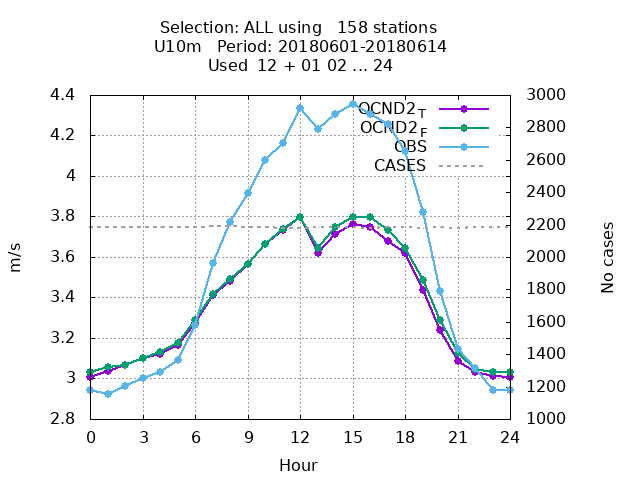 Selection: ALL using   158 stations
U10m   Period: 20180601-20180614
Used  12 + 01 02 ... 24
4.4
4.2
4
3.8
3.6
3.4
3.2
3
2.8
m/s
3000
2800
2600
2400
2200
2000
1800
1600
1400
1200
1000
No cases
OCND2T
OCND2F
OBS
CASES
0 3 6 9 12 15 18 21 24
Hour